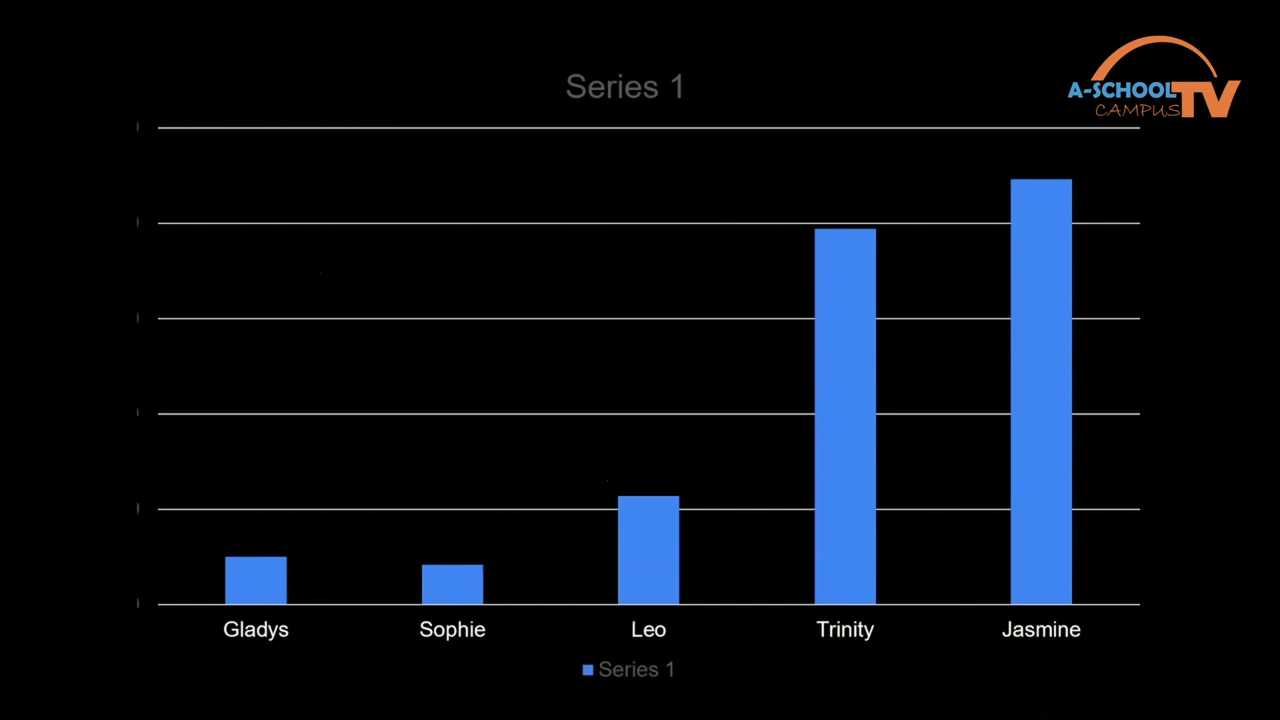 A-SCHOOL TV
CAMPUS
Series 1
Gladys
Sophie
Leo
Trinity
Jasmine
Series 1